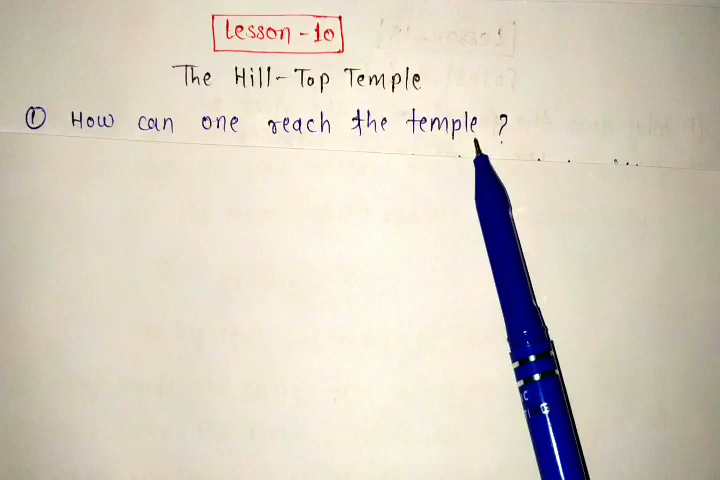 Lesson - 10
The Hill-Top Temple
① How can one reach the temple ?